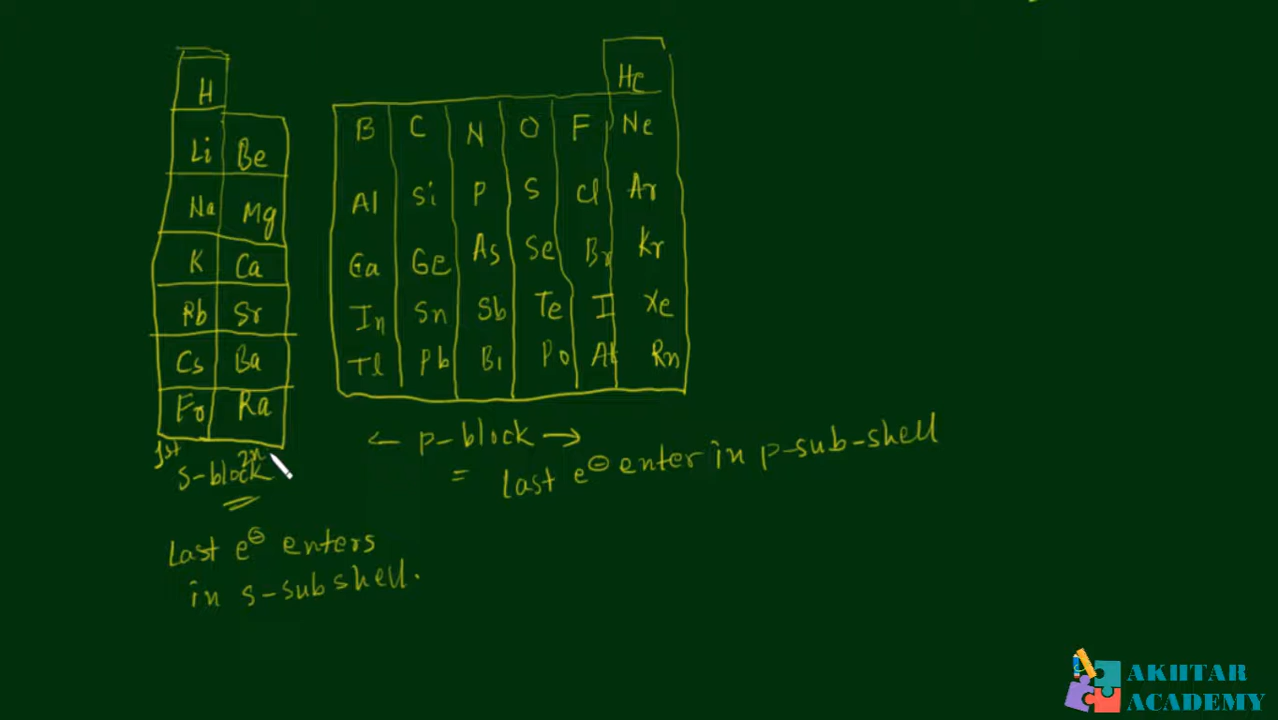 He
H
B C N O F Ne
Li Be
Al Si P S Cl Ar
Na Mg
Ga Ge As Se Br Kr
K Ca
In Sn Sb Te I Xe
Rb Sr
Tl Pb Bi Po At Rn
Cs Ba
Fr Ra
1st 2n
s-block
← p-block →
= last e⊖ enter in p-sub-shell
Last e⊖ enters
in s-subshell.
AKHTAR
ACADEMY